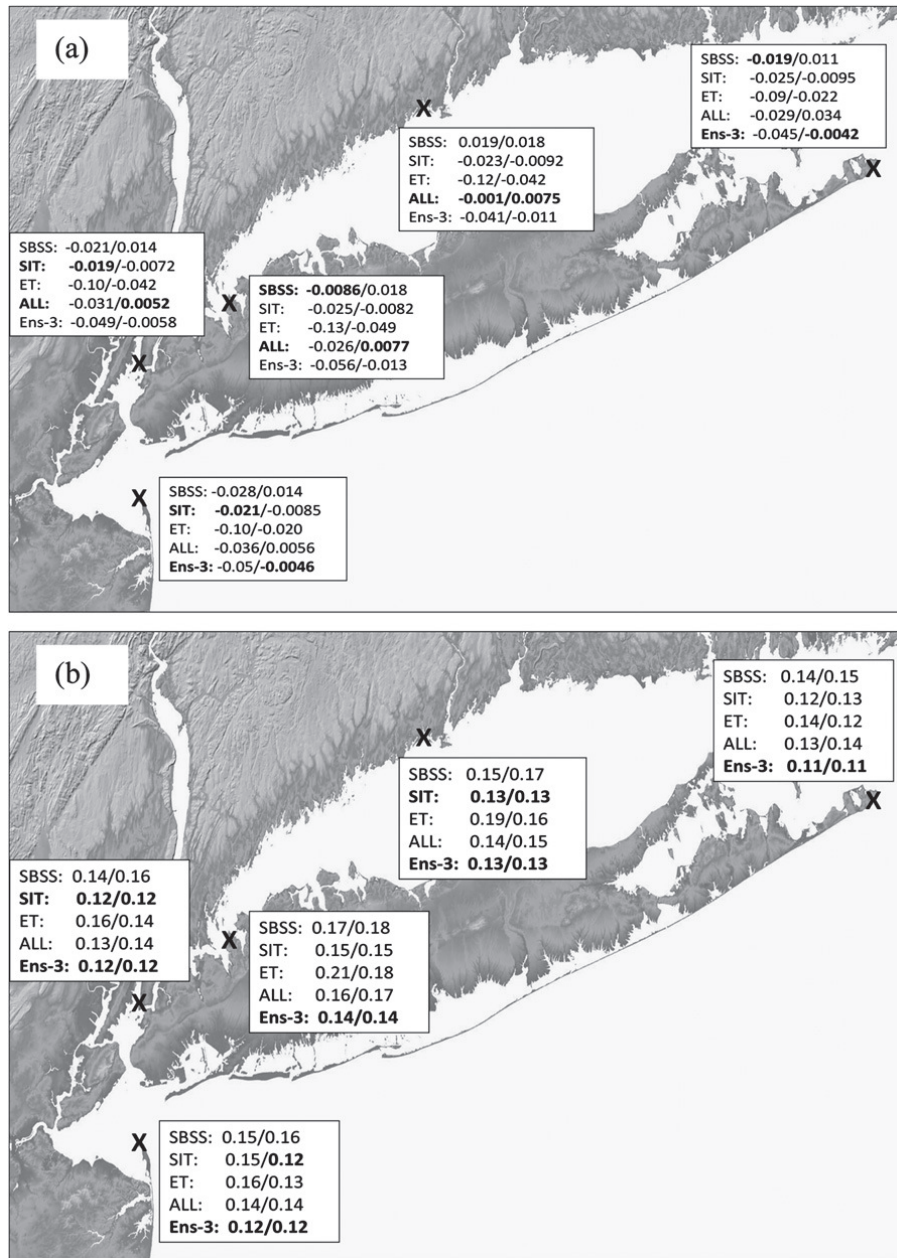 (a)
SBSS: -0.019/0.011
SIT: -0.025/-0.0095
ET: -0.09/-0.022
ALL: -0.029/0.034
Ens-3: -0.045/-0.0042
X
X
SBSS: 0.019/0.018
SIT: -0.023/-0.0092
ET: -0.12/-0.042
ALL: -0.001/0.0075
Ens-3: -0.041/-0.011
SBSS: -0.021/0.014
SIT: -0.019/-0.0072
ET: -0.10/-0.042
ALL: -0.031/0.0052
Ens-3: -0.049/-0.0058
X
X
SBSS: -0.0086/0.018
SIT: -0.025/-0.0082
ET: -0.13/-0.049
ALL: -0.026/0.0077
Ens-3: -0.056/-0.013
X
SBSS: -0.028/0.014
SIT: -0.021/-0.0085
ET: -0.10/-0.020
ALL: -0.036/0.0056
Ens-3: -0.05/-0.0046
(b)
SBSS: 0.14/0.15
SIT: 0.12/0.13
ET: 0.14/0.12
ALL: 0.13/0.14
Ens-3: 0.11/0.11
X
X
SBSS: 0.15/0.17
SIT: 0.13/0.13
ET: 0.19/0.16
ALL: 0.14/0.15
Ens-3: 0.13/0.13
SBSS: 0.14/0.16
SIT: 0.12/0.12
ET: 0.16/0.14
ALL: 0.13/0.14
Ens-3: 0.12/0.12
X
X
SBSS: 0.17/0.18
SIT: 0.15/0.15
ET: 0.21/0.18
ALL: 0.16/0.17
Ens-3: 0.14/0.14
X
SBSS: 0.15/0.16
SIT: 0.15/0.12
ET: 0.16/0.13
ALL: 0.14/0.14
Ens-3: 0.12/0.12